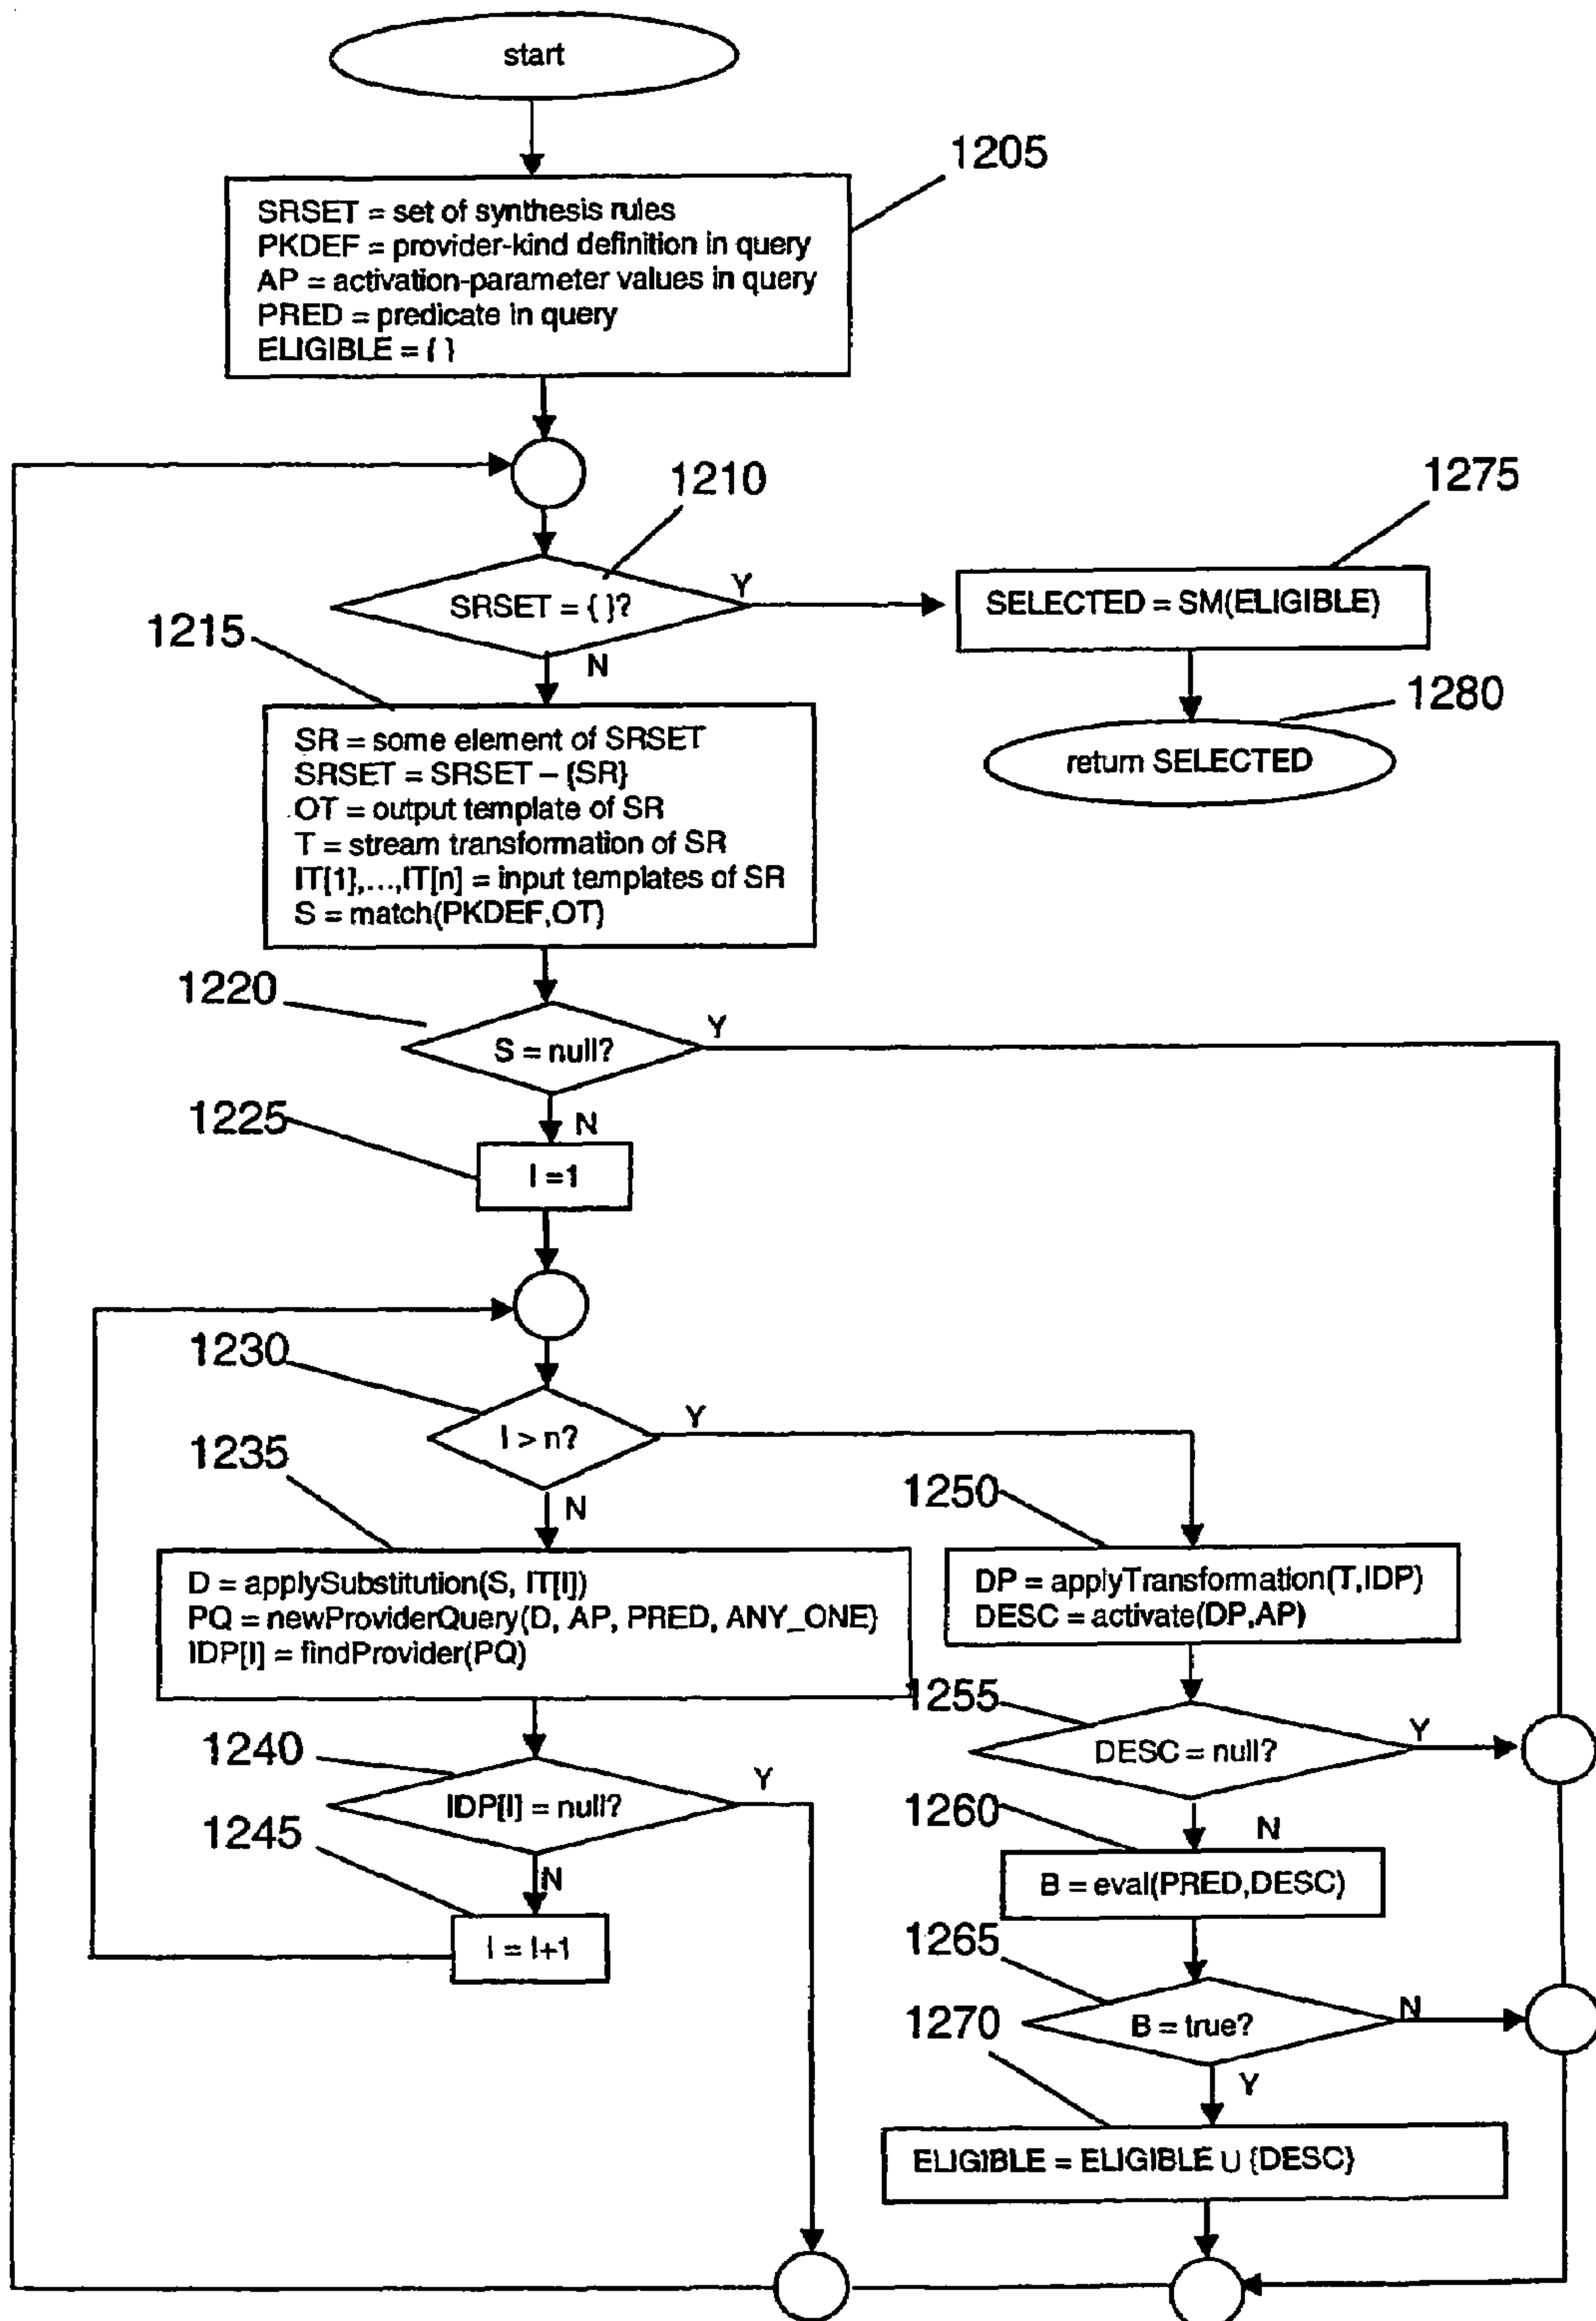 start
1205
SRSET = set of synthesis rules
PKDEF = provider-kind definition in query
AP = activation-parameter values in query
PRED = predicate in query
ELIGIBLE = { }
1210
1275
SRSET = { }?
Y
SELECTED = SM(ELIGIBLE)
1215
N
1280
SR = some element of SRSET
SRSET = SRSET – {SR}
OT = output template of SR
T = stream transformation of SR
IT[1],...,IT[n] = input templates of SR
S = match(PKDEF,OT)
return SELECTED
1220
S = null?
Y
1225
N
I =1
1230
I > n?
Y
1235
N
1250
D = applySubstitution(S, IT[I])
PQ = newProviderQuery(D, AP, PRED, ANY_ONE)
IDP[I] = findProvider(PQ)
DP = applyTransformation(T,IDP)
DESC = activate(DP,AP)
1255
1240
DESC = null?
Y
IDP[I] = null?
Y
1260
N
1245
N
B = eval(PRED,DESC)
I = I+1
1265
B = true?
N
1270
Y
ELIGIBLE = ELIGIBLE ∪ {DESC}